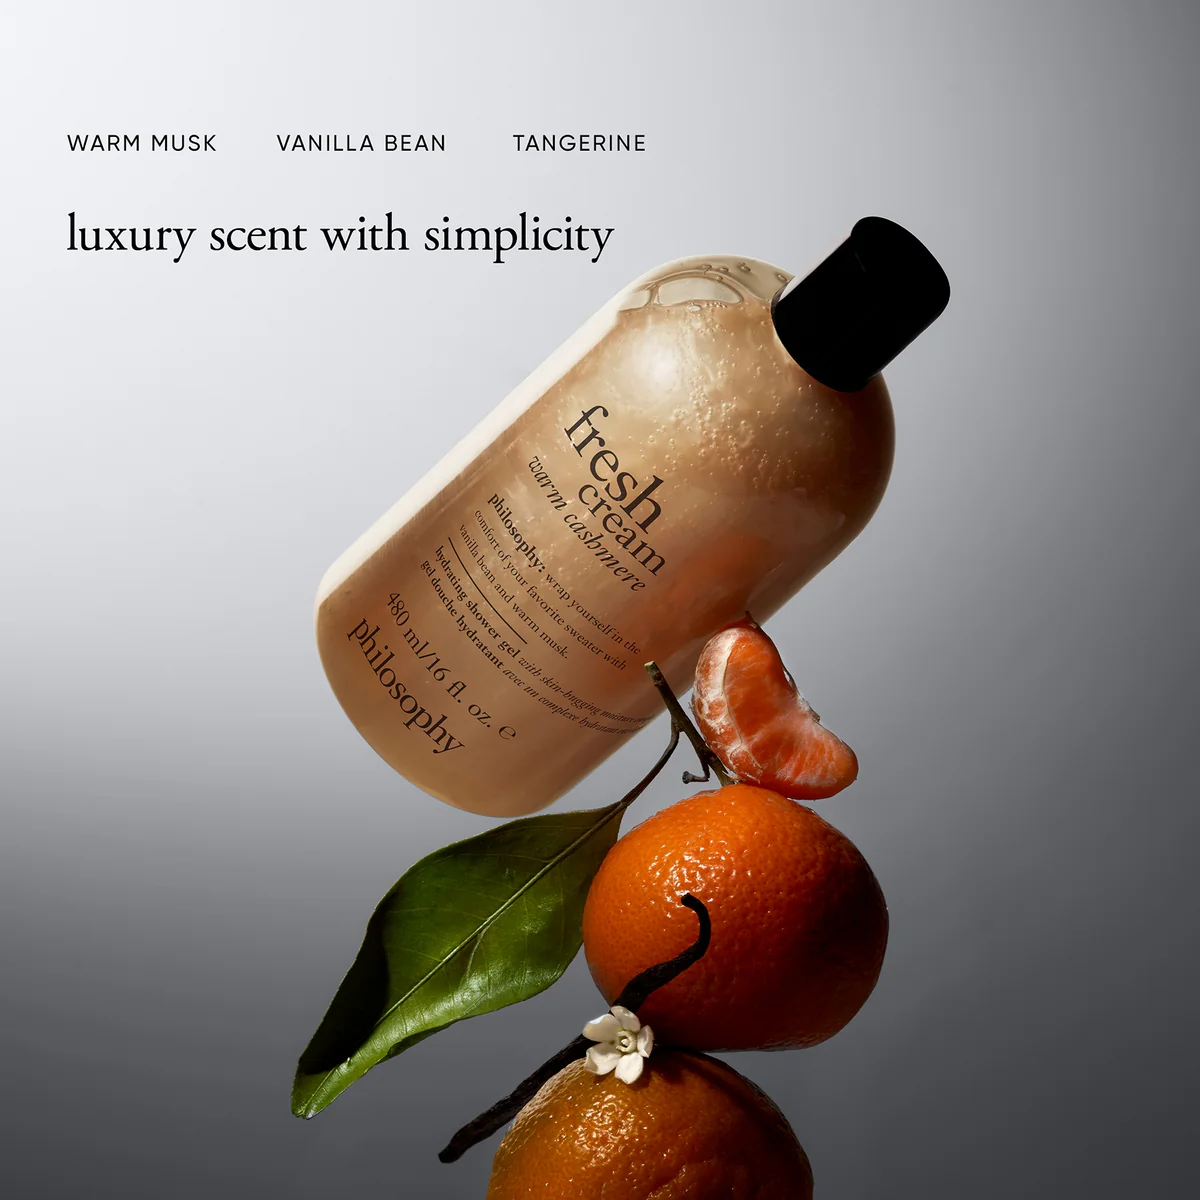 WARM MUSK VANILLA BEAN TANGERINE
luxury scent with simplicity
fresh
cream
warm cashmere
philosophy: wrap yourself in the
comfort of your favorite sweater with
vanilla bean and warm musk.
hydrating shower gel with skin-hugging moisture
gel douche hydratant avec un complexe hydratant
480 ml/16 fl. oz. e
philosophy